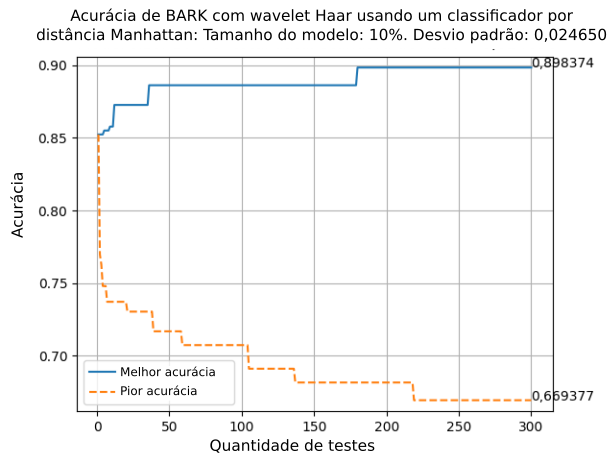 Acurácia de BARK com wavelet Haar usando um classificador por
distância Manhattan: Tamanho do modelo: 10%. Desvio padrão: 0,024650
0.90
0,898374
0.85
0.80
0.75
0.70
Acurácia
Melhor acurácia
Pior acurácia
0,669377
0 50 100 150 200 250 300
Quantidade de testes